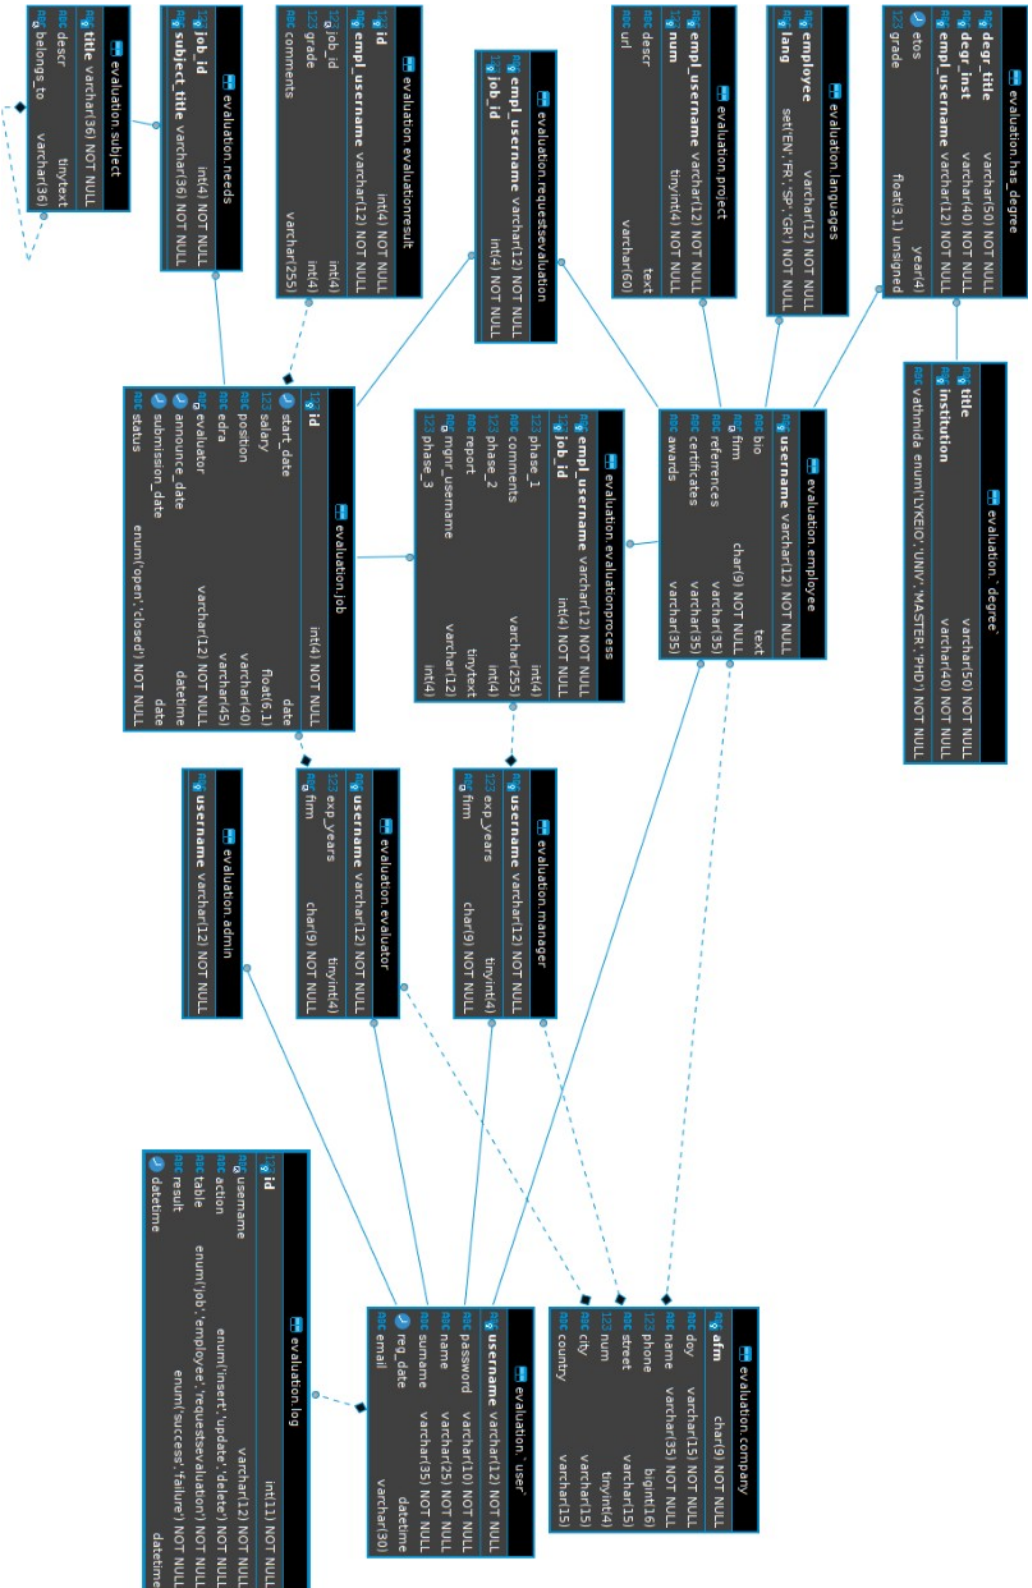 evaluation.has_degree
degr_title varchar(50) NOT NULL
degr_inst varchar(40) NOT NULL
empl_username varchar(12) NOT NULL
etos year(4)
grade float(3,1) unsigned
evaluation.`degree`
title varchar(50) NOT NULL
institution varchar(40) NOT NULL
vathmida enum('LYKEIO','UNIV','MASTER','PHD') NOT NULL
evaluation.languages
employee varchar(12) NOT NULL
lang set('EN','FR','SP','GR') NOT NULL
evaluation.employee
username varchar(12) NOT NULL
bio text
firm char(9) NOT NULL
referrences varchar(35)
certificates varchar(35)
awards varchar(35)
evaluation.company
afm char(9) NOT NULL
doy varchar(15) NOT NULL
name varchar(35) NOT NULL
phone bigint(16)
street varchar(15)
num tinyint(4)
city varchar(15)
country varchar(15)
evaluation.project
empl_username varchar(12) NOT NULL
num tinyint(4) NOT NULL
descr text
url varchar(60)
evaluation.requestsevaluation
empl_username varchar(12) NOT NULL
job_id int(4) NOT NULL
evaluation.evaluationprocess
empl_username varchar(12) NOT NULL
job_id int(4) NOT NULL
phase_1 int(4)
comments varchar(255)
phase_2 int(4)
report tinytext
m,gnr_username varchar(12)
phase_3 int(4)
evaluation.manager
username varchar(12) NOT NULL
exp_years tinyint(4)
firm char(9) NOT NULL
evaluation.`user`
username varchar(12) NOT NULL
password varchar(10) NOT NULL
name varchar(25) NOT NULL
surname varchar(35) NOT NULL
reg_date datetime
email varchar(30)
evaluation.evaluationresult
id int(4) NOT NULL
empl_username varchar(12) NOT NULL
job_id int(4)
grade int(4)
comments varchar(255)
evaluation.job
id int(4) NOT NULL
start_date date
salary float(6,1)
position varchar(40)
edra varchar(45)
evaluator varchar(12) NOT NULL
announce_date datetime
submission_date date
status enum('open','closed') NOT NULL
evaluation.evaluator
username varchar(12) NOT NULL
exp_years tinyint(4)
firm char(9) NOT NULL
evaluation.log
id int(11) NOT NULL
username varchar(12) NOT NULL
action enum('insert','update','delete') NOT NULL
table enum('job','employee','requestsevaluation') NOT NULL
result enum('success','failure') NOT NULL
datetime datetime
evaluation.needs
job_id int(4) NOT NULL
subject_title varchar(36) NOT NULL
evaluation.admin
username varchar(12) NOT NULL
evaluation.subject
title varchar(36) NOT NULL
descr tinytext
belongs_to varchar(36)